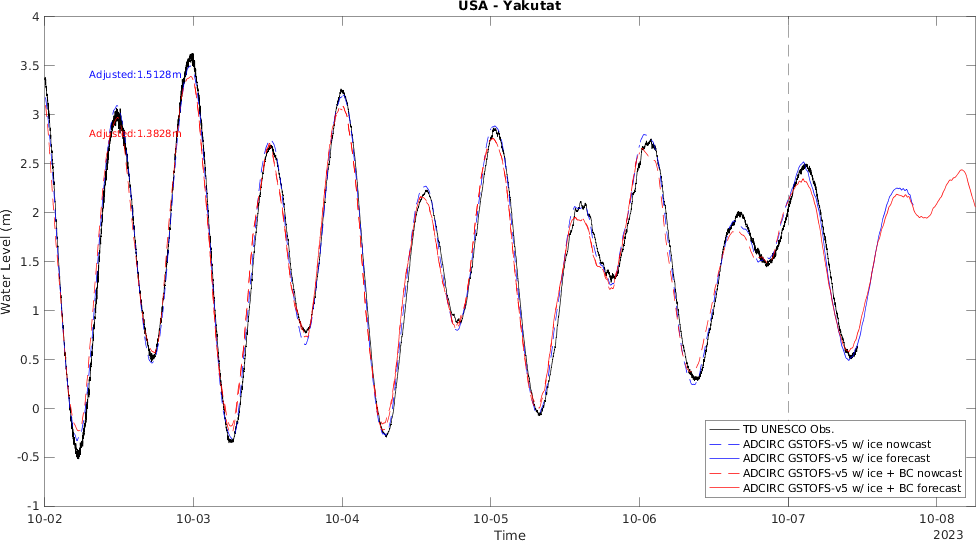 USA - Yakutat
4
3.5
3
2.5
2
1.5
1
0.5
0
-0.5
-1
Water Level (m)
Adjusted:1.5128m
Adjusted:1.3828m
TD UNESCO Obs.
ADCIRC GSTOFS-v5 w/ ice nowcast
ADCIRC GSTOFS-v5 w/ ice forecast
ADCIRC GSTOFS-v5 w/ ice + BC nowcast
ADCIRC GSTOFS-v5 w/ ice + BC forecast
10-02 10-03 10-04 10-05 10-06 10-07 10-08
Time
2023